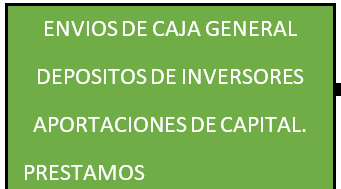 ENVIOS DE CAJA GENERAL
DEPOSITOS DE INVERSORES
APORTACIONES DE CAPITAL.
PRESTAMOS